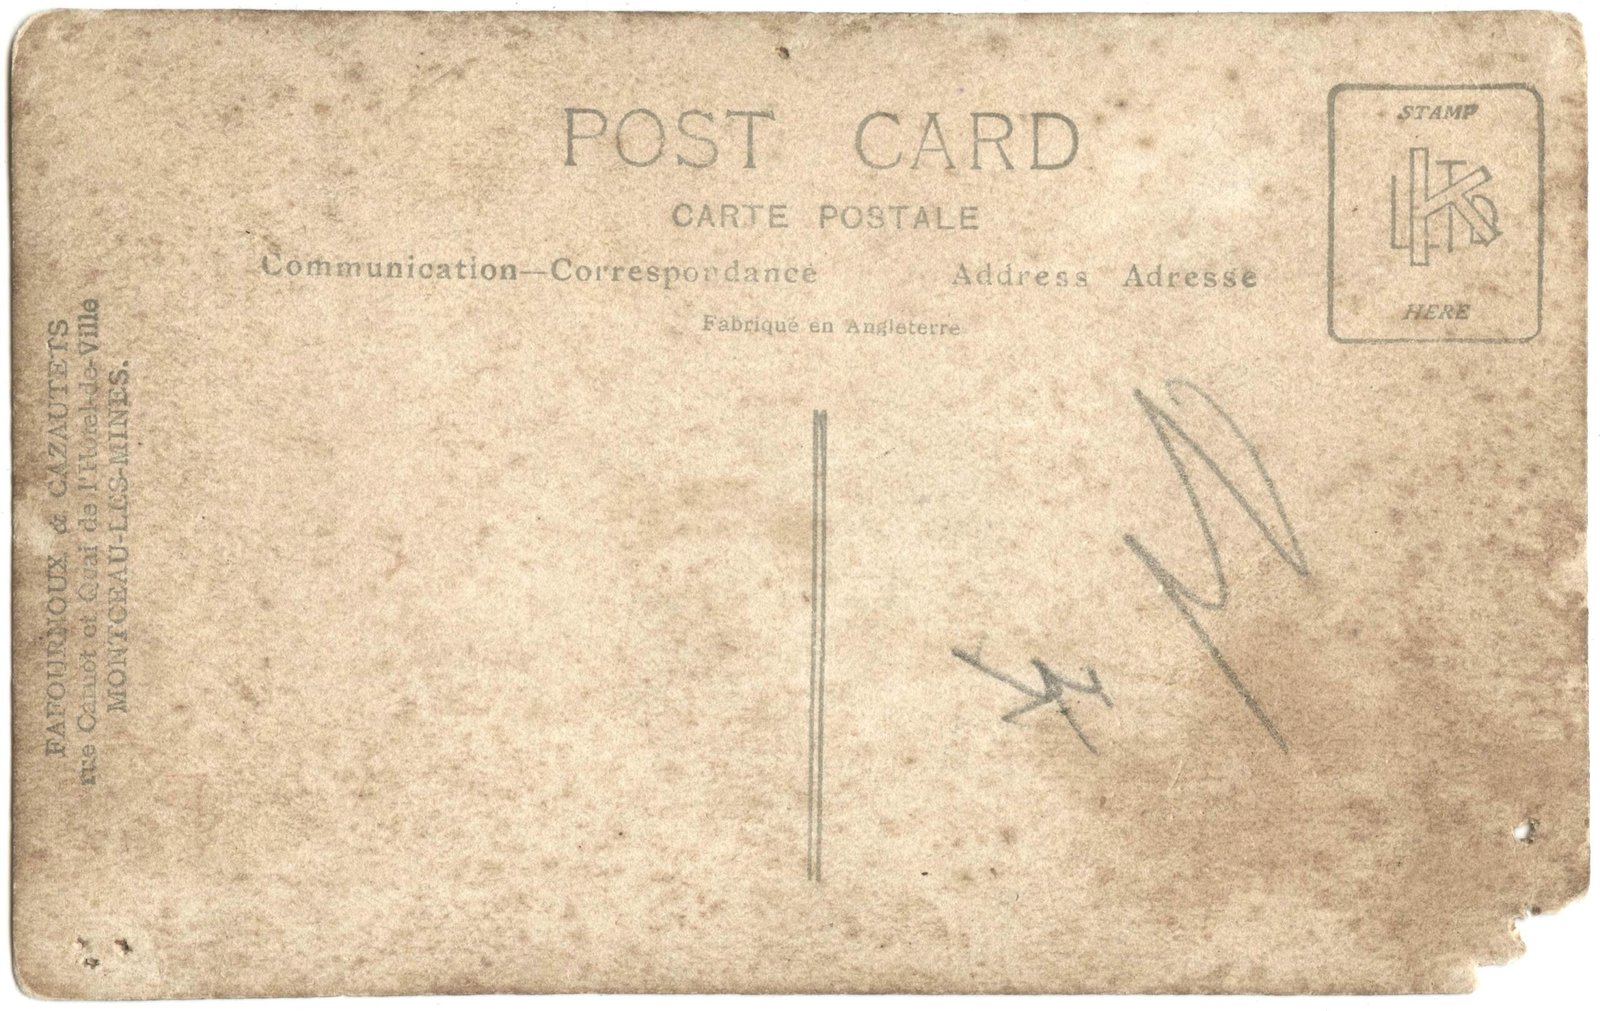 POST CARD
CARTE POSTALE
Communication—Correspondance
Address Adresse
Fabriqué en Angleterre
STAMP
HERE
FAFOURNOUX & CAZAUTETS
rue Carnot et Quai de l'Hotel-de-Ville
MONTCEAU-LES-MINES.